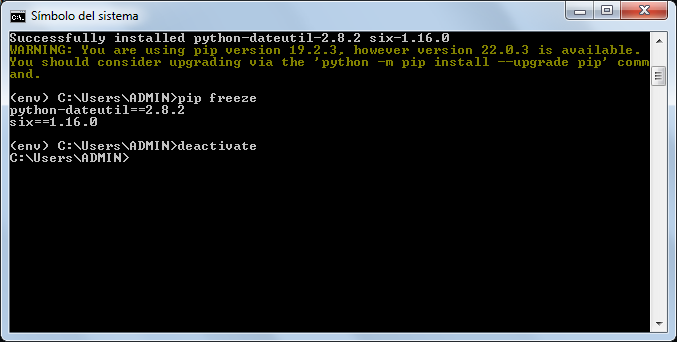 Símbolo del sistema
Successfully installed python-dateutil-2.8.2 six-1.16.0
WARNING: You are using pip version 19.2.3, however version 22.0.3 is available.
You should consider upgrading via the 'python -m pip install --upgrade pip' comm
and.
(env) C:\Users\ADMIN>pip freeze
python-dateutil==2.8.2
six==1.16.0
(env) C:\Users\ADMIN>deactivate
C:\Users\ADMIN>